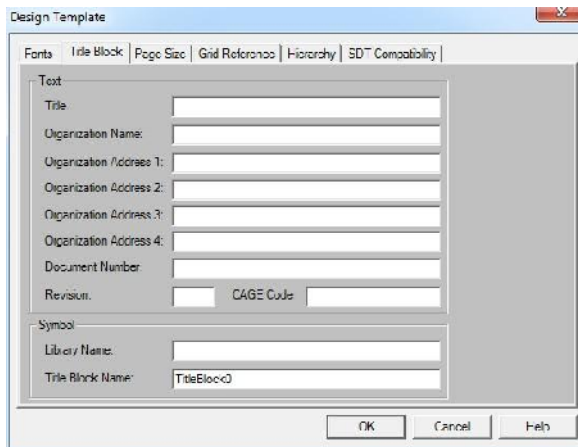 Design Template
Fonts Title Block Page Size Grid Reference Hierarchy SDT Compatibility
Text
Title
Organization Name:
Organization Address 1:
Organization Address 2:
Organization Address 3:
Organization Address 4:
Document Number
Revision: CAGE Code
Symbol
Library Name:
Title Block Name: TitleBlock0
OK Cancel Help